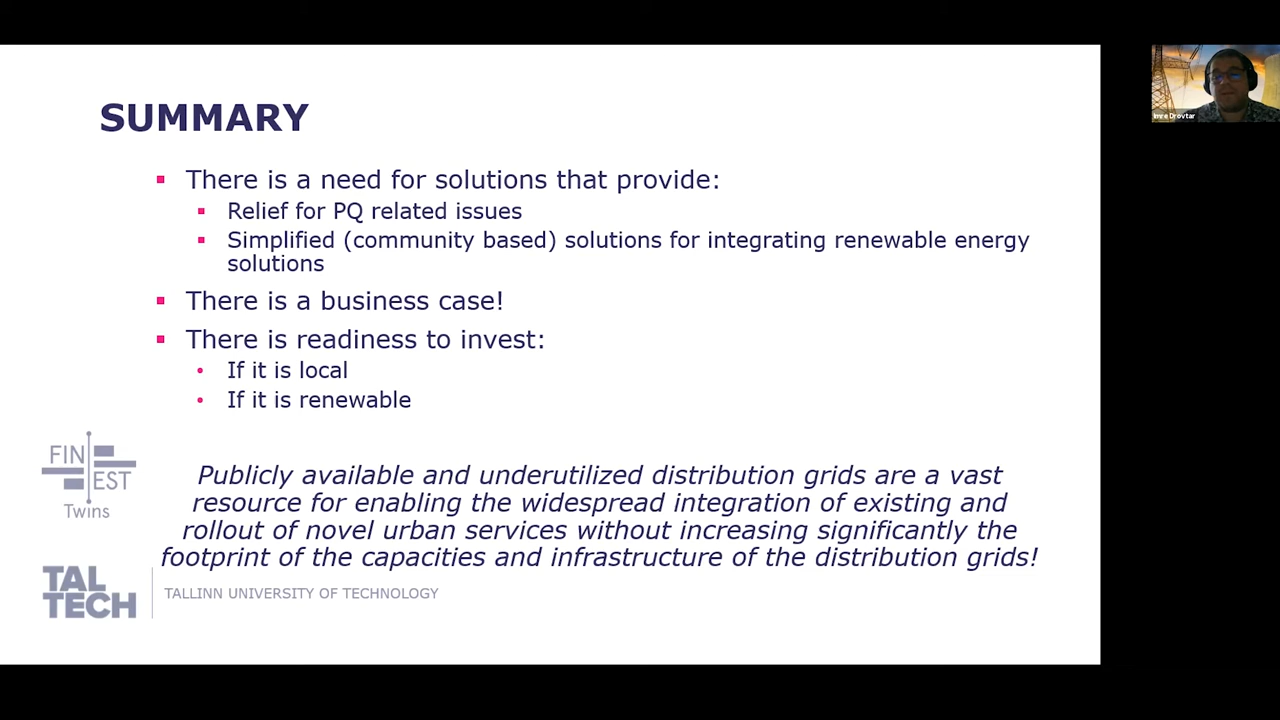 SUMMARY
There is a need for solutions that provide:
Relief for PQ related issues
Simplified (community based) solutions for integrating renewable energy
solutions
There is a business case!
There is readiness to invest:
If it is local
If it is renewable
Publicly available and underutilized distribution grids are a vast
resource for enabling the widespread integration of existing and
rollout of novel urban services without increasing significantly the
footprint of the capacities and infrastructure of the distribution grids!
FIN
EST
Twins
TAL
TECH
TALLINN UNIVERSITY OF TECHNOLOGY
Imre Drovtar